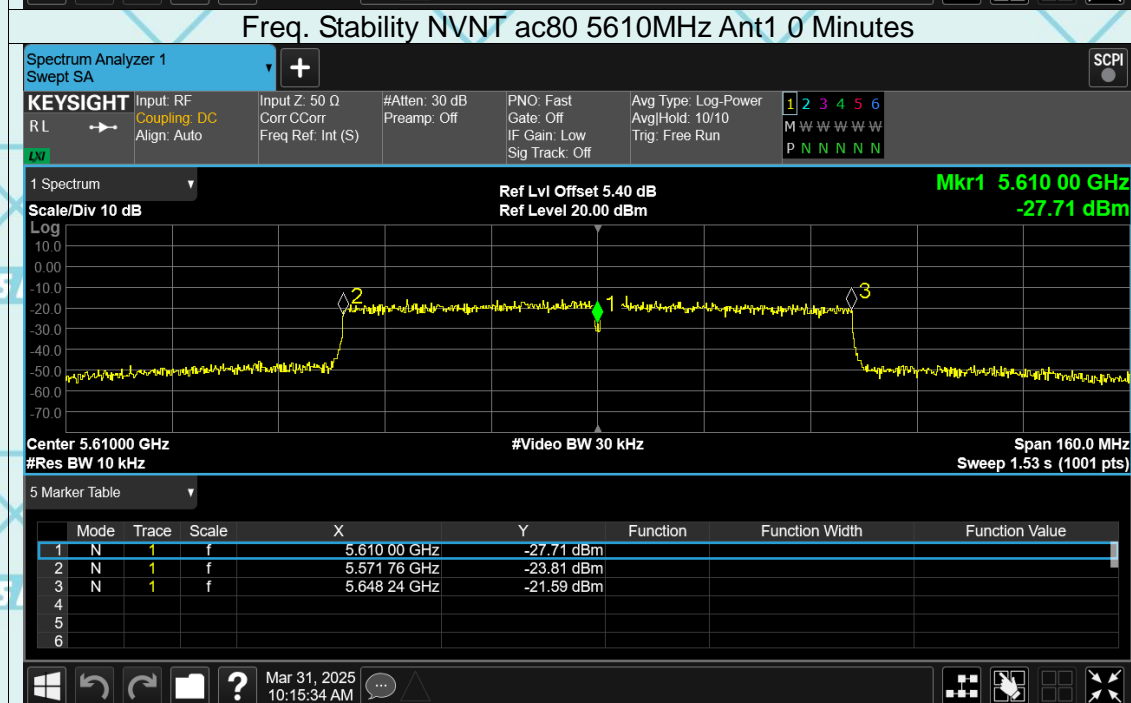 Freq. Stability NVNT ac80 5610MHz Ant1 0 Minutes
Spectrum Analyzer 1
Swept SA
SCPI
KEYSIGHT
RL
LXI
Input: RF
Coupling: DC
Align: Auto
Input Z: 50 Ω
Corr CCorr
Freq Ref: Int (S)
#Atten: 30 dB
Preamp: Off
PNO: Fast
Gate: Off
IF Gain: Low
Sig Track: Off
Avg Type: Log-Power
Avg|Hold: 10/10
Trig: Free Run
1 2 3 4 5 6
M W W W W W
P N N N N N
1 Spectrum
Scale/Div 10 dB
Ref Lvl Offset 5.40 dB
Ref Level 20.00 dBm
Mkr1 5.610 00 GHz
-27.71 dBm
Log
10.0
0.00
-10.0
-20.0
-30.0
-40.0
-50.0
-60.0
-70.0
2
1
3
Center 5.61000 GHz
#Res BW 10 kHz
#Video BW 30 kHz
Span 160.0 MHz
Sweep 1.53 s (1001 pts)
5 Marker Table
Mode Trace Scale X Y Function Function Width Function Value
1 N 1 f 5.610 00 GHz -27.71 dBm
2 N 1 f 5.571 76 GHz -23.81 dBm
3 N 1 f 5.648 24 GHz -21.59 dBm
4
5
6
?
Mar 31, 2025
10:15:34 AM